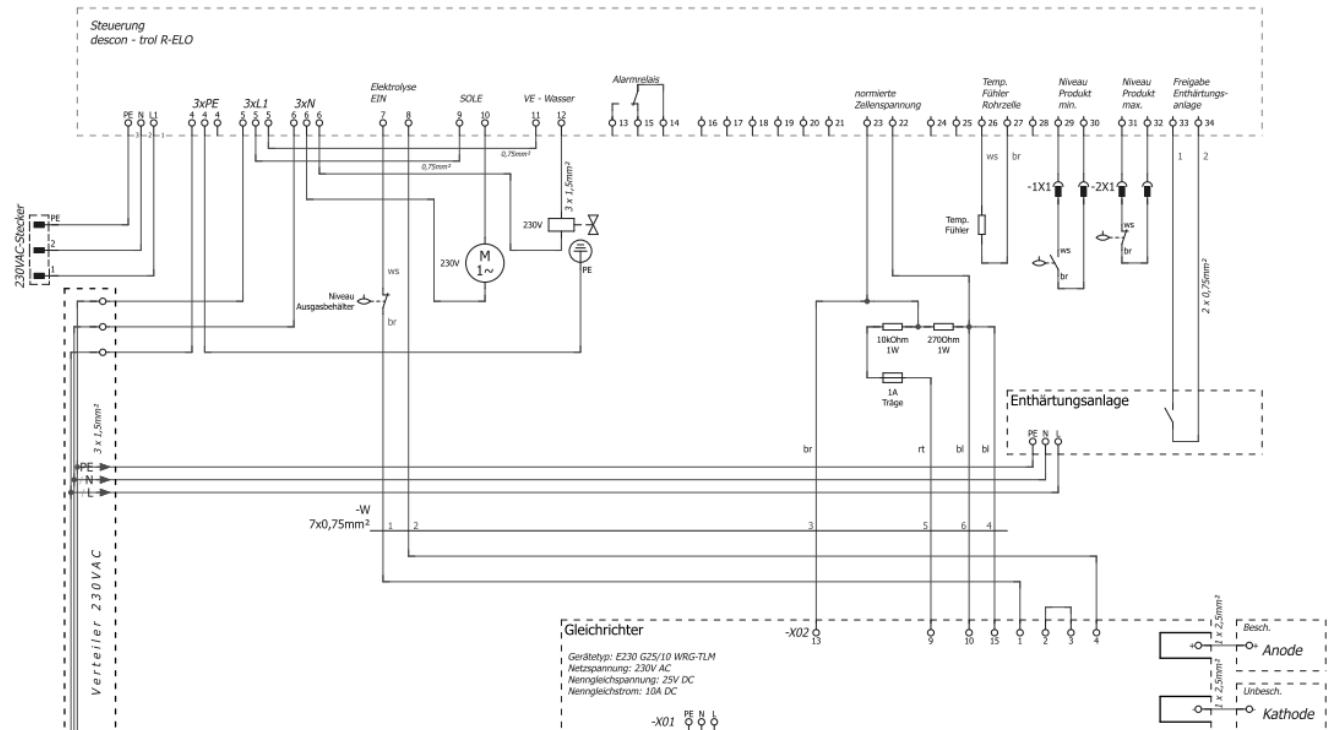 Steuerung
descon - trol R-ELO
3xPE
3xL1
3xN
Elektrolyse
EIN
SOLE
VE - Wasser
Alarmrelais
normierte
Zellenspannung
Temp.
Fühler
Rohrzelle
Niveau
Produkt
min.
Niveau
Produkt
max.
Freigabe
Enthärtungs-
anlage
PE N L1
3 2 1
4 4 4 5 5 5 6 6 6 7 8 9 10 11 12 13 15 14 16 17 18 19 20 21 23 22 24 25 26 27 28 29 30 31 32 33 34
0,75mm²
0,75mm²
3 x 1,5mm²
ws br
1 2
-1X1
-2X1
230VAC-Stecker
PE
2
1
230V
M
1~
230V
PE
Temp.
Fühler
ws
br
ws
br
2 x 0,75mm²
ws
Niveau
Ausgasbehälter
br
10kOhm
1W
270Ohm
1W
1A
Träge
Enthärtungsanlage
PE N L
3 x 1,5mm²
br rt bl bl
PE
N
L
-W
7x0,75mm²
1 2 3 5 6 4
Verteiler 230VAC
Gleichrichter
-X02
13 9 10 15 1 2 3 4
Gerätetyp: E230 G25/10 WRG-TLM
Netzspannung: 230V AC
Nenngleichspannung: 25V DC
Nenngleichstrom: 10A DC
-X01 PE N L
1 x 2,5mm²
+ +
Besch.
Anode
1 x 2,5mm²
- -
Unbesch.
Kathode